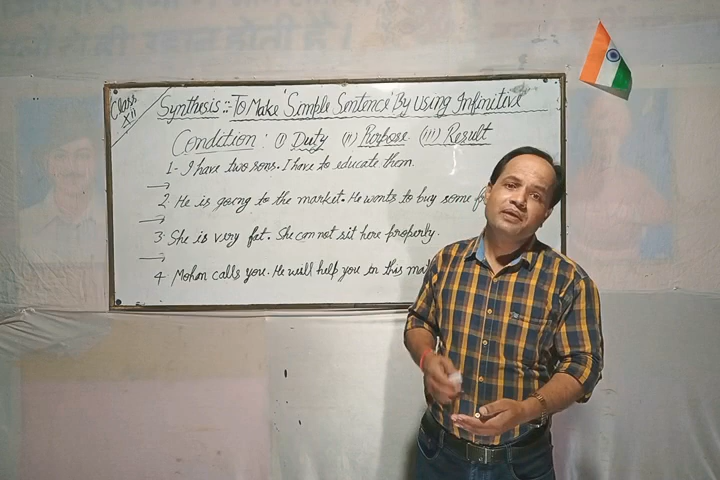 Class
XII
Synthesis ::- To Make 'Simple Sentence' By Using Infinitive
Condition : (i) Duty (ii) Purpose (iii) Result
1- I have two sons. I have to educate them.
2. He is going to the market. He wants to buy some
3. She is very fat. She can not sit here properly.
4 Mohan calls you. He will help you in this